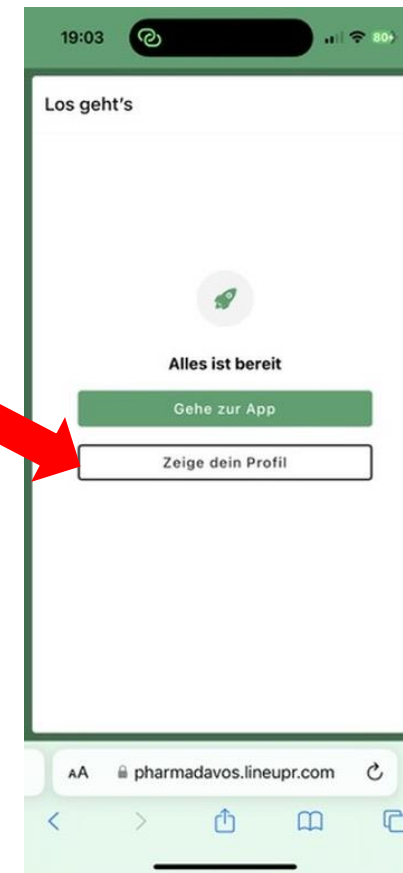 19:03
80
Los geht's
Alles ist bereit
Gehe zur App
Zeige dein Profil
AA pharmadavos.lineupr.com